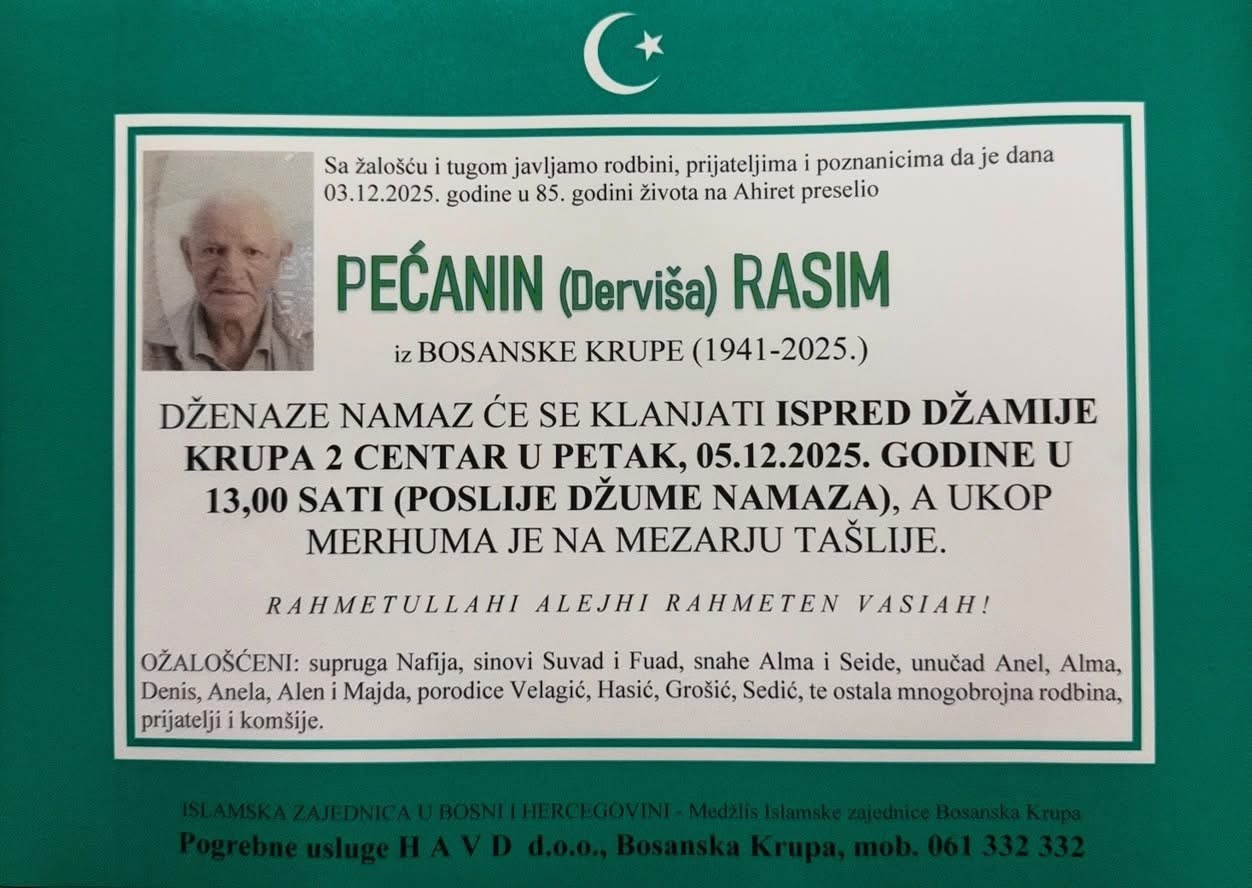 Sa žalošću i tugom javljamo rodbini, prijateljima i poznanicima da je dana
03.12.2025. godine u 85. godini života na Ahiret preselio
PEĆANIN (Derviša) RASIM
iz BOSANSKE KRUPE (1941-2025.)
DŽENAZE NAMAZ ĆE SE KLANJATI ISPRED DŽAMIJE
KRUPA 2 CENTAR U PETAK, 05.12.2025. GODINE U
13,00 SATI (POSLIJE DŽUME NAMAZA), A UKOP
MERHUMA JE NA MEZARJU TAŠLIJE.
RAHMETULLAHI ALEJHI RAHMETEN VASIAH!
OŽALOŠĆENI: supruga Nafija, sinovi Suvad i Fuad, snahe Alma i Seide, unučad Anel, Alma,
Denis, Anela, Alen i Majda, porodice Velagić, Hasić, Grošić, Sedić, te ostala mnogobrojna rodbina,
prijatelji i komšije.
ISLAMSKA ZAJEDNICA U BOSNI I HERCEGOVINI - Medžlis Islamske zajednice Bosanska Krupa
Pogrebne usluge H A V D d.o.o., Bosanska Krupa, mob. 061 332 332